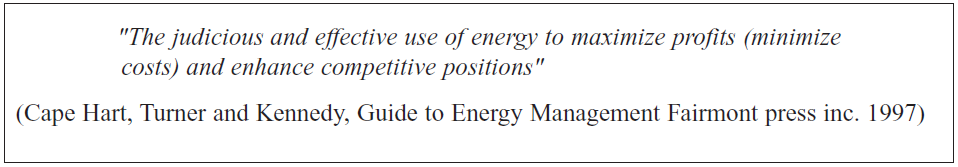 "The judicious and effective use of energy to maximize profits (minimize
costs) and enhance competitive positions"
(Cape Hart, Turner and Kennedy, Guide to Energy Management Fairmont press inc. 1997)